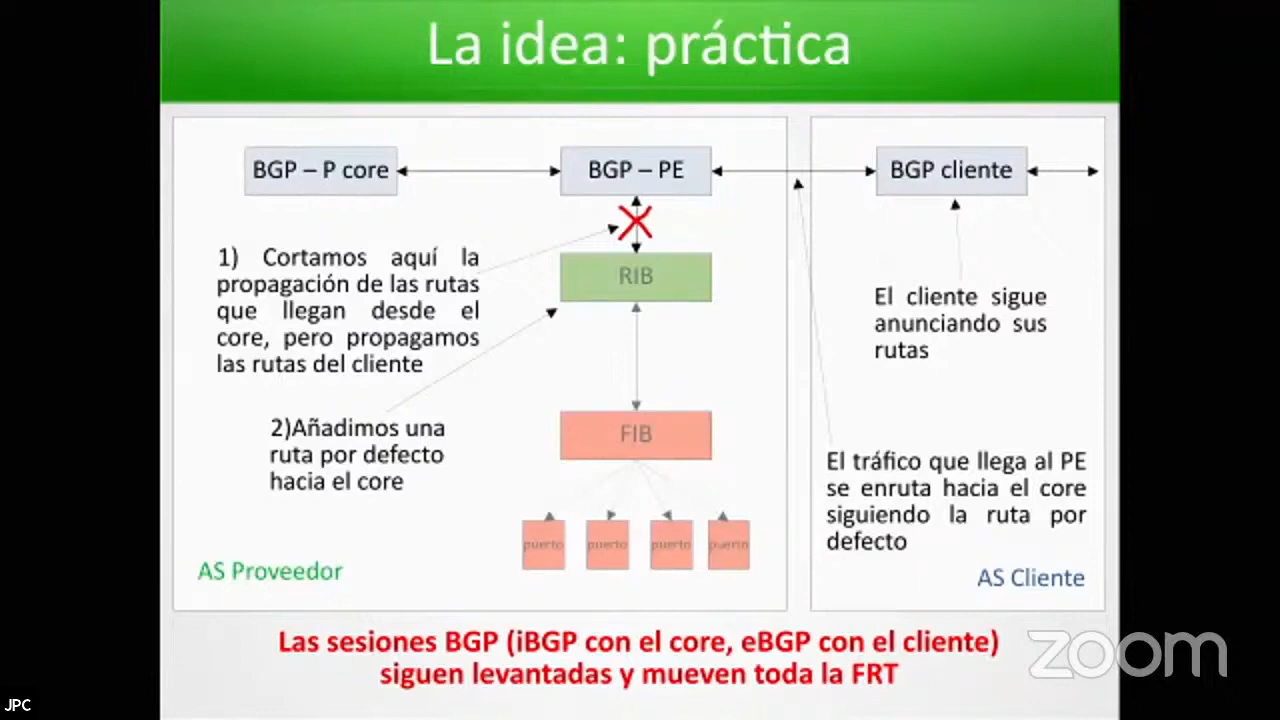 La idea: práctica
BGP – P core
BGP – PE
BGP cliente
1) Cortamos aquí la
propagación de las rutas
que llegan desde el
core, pero propagamos
las rutas del cliente
RIB
El cliente sigue
anunciando sus
rutas
2)Añadimos una
ruta por defecto
hacia el core
FIB
El tráfico que llega al PE
se enruta hacia el core
siguiendo la ruta por
defecto
puerto
puerto
puerto
puerto
AS Proveedor
AS Cliente
Las sesiones BGP (iBGP con el core, eBGP con el cliente)
siguen levantadas y mueven toda la FRT
zoom
JPC